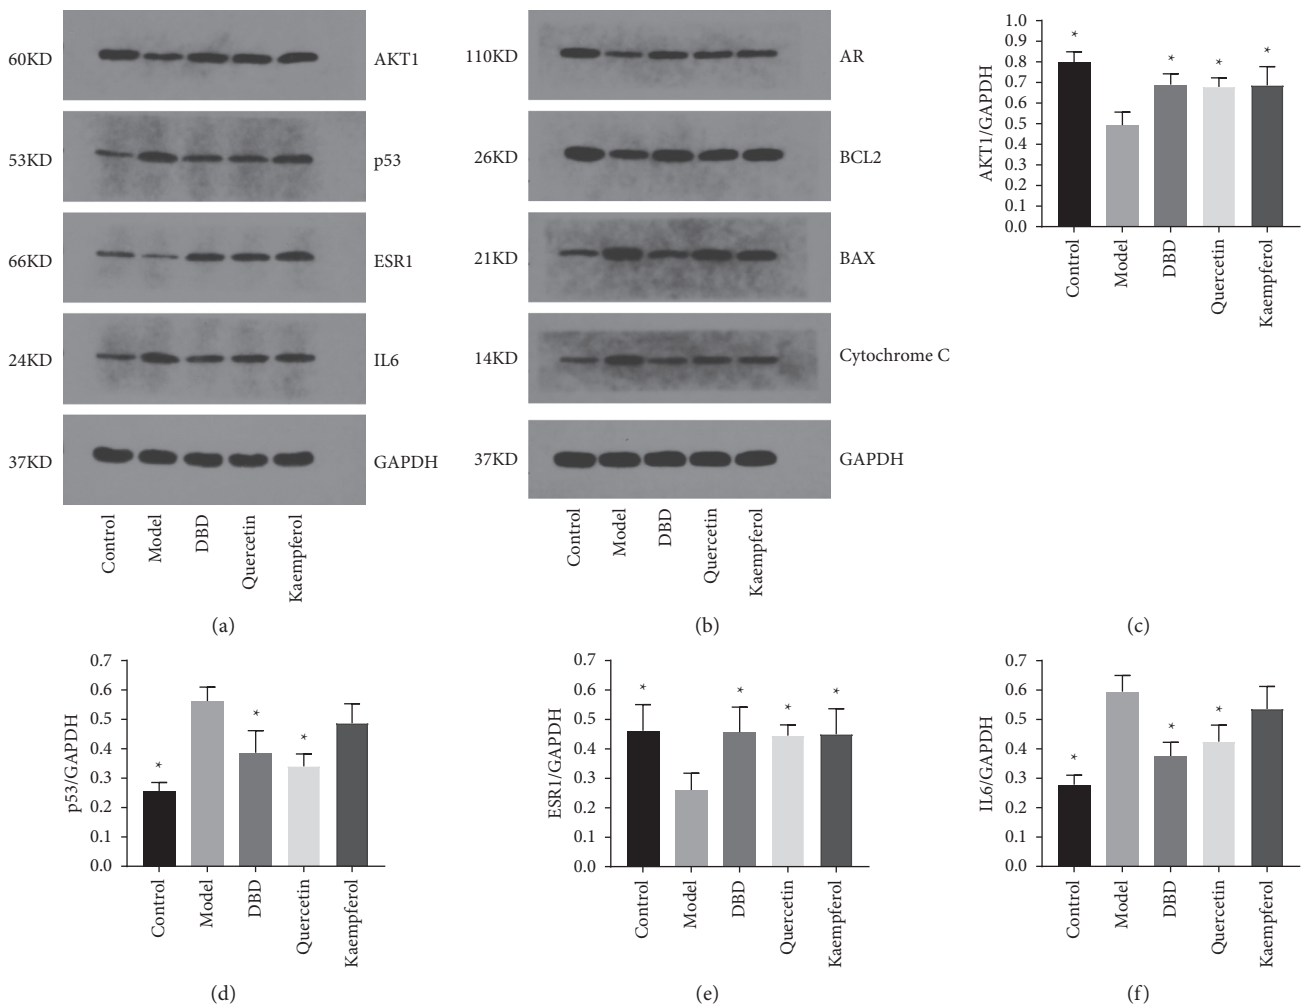 60KD
AKT1
53KD
p53
66KD
ESR1
24KD
IL6
37KD
GAPDH
Control
Model
DBD
Quercetin
Kaempferol
(a)
110KD
AR
26KD
BCL2
21KD
BAX
14KD
Cytochrome C
37KD
GAPDH
Control
Model
DBD
Quercetin
Kaempferol
(b)
AKT1/GAPDH
1.0
0.9
0.8
0.7
0.6
0.5
0.4
0.3
0.2
0.1
0.0
*
*
*
*
Control
Model
DBD
Quercetin
Kaempferol
(c)
p53/GAPDH
0.7
0.6
0.5
0.4
0.3
0.2
0.1
0.0
*
*
*
Control
Model
DBD
Quercetin
Kaempferol
(d)
ESR1/GAPDH
0.7
0.6
0.5
0.4
0.3
0.2
0.1
0.0
*
*
*
*
Control
Model
DBD
Quercetin
Kaempferol
(e)
IL6/GAPDH
0.7
0.6
0.5
0.4
0.3
0.2
0.1
0.0
*
*
*
Control
Model
DBD
Quercetin
Kaempferol
(f)